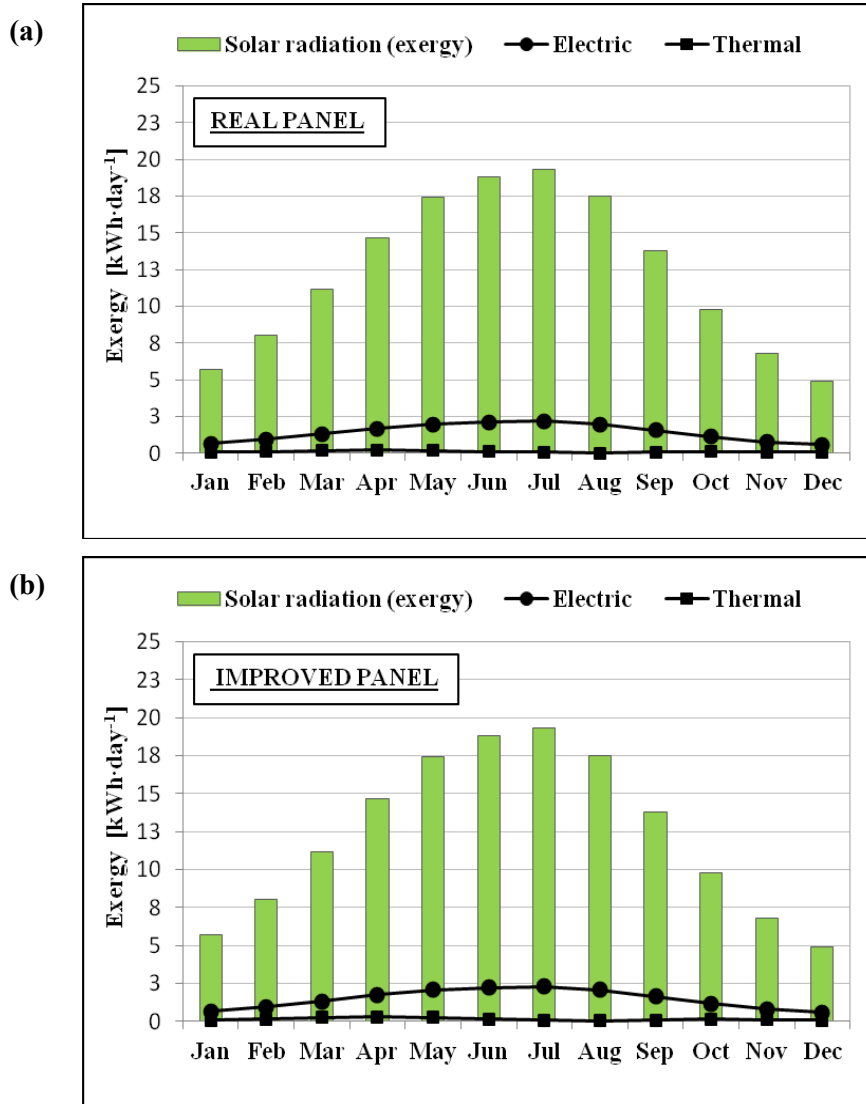 (a)
Solar radiation (exergy) Electric Thermal
REAL PANEL
Exergy [kWh·day⁻¹]
25
23
20
18
15
13
10
8
5
3
0
Jan Feb Mar Apr May Jun Jul Aug Sep Oct Nov Dec
(b)
Solar radiation (exergy) Electric Thermal
IMPROVED PANEL
Exergy [kWh·day⁻¹]
25
23
20
18
15
13
10
8
5
3
0
Jan Feb Mar Apr May Jun Jul Aug Sep Oct Nov Dec